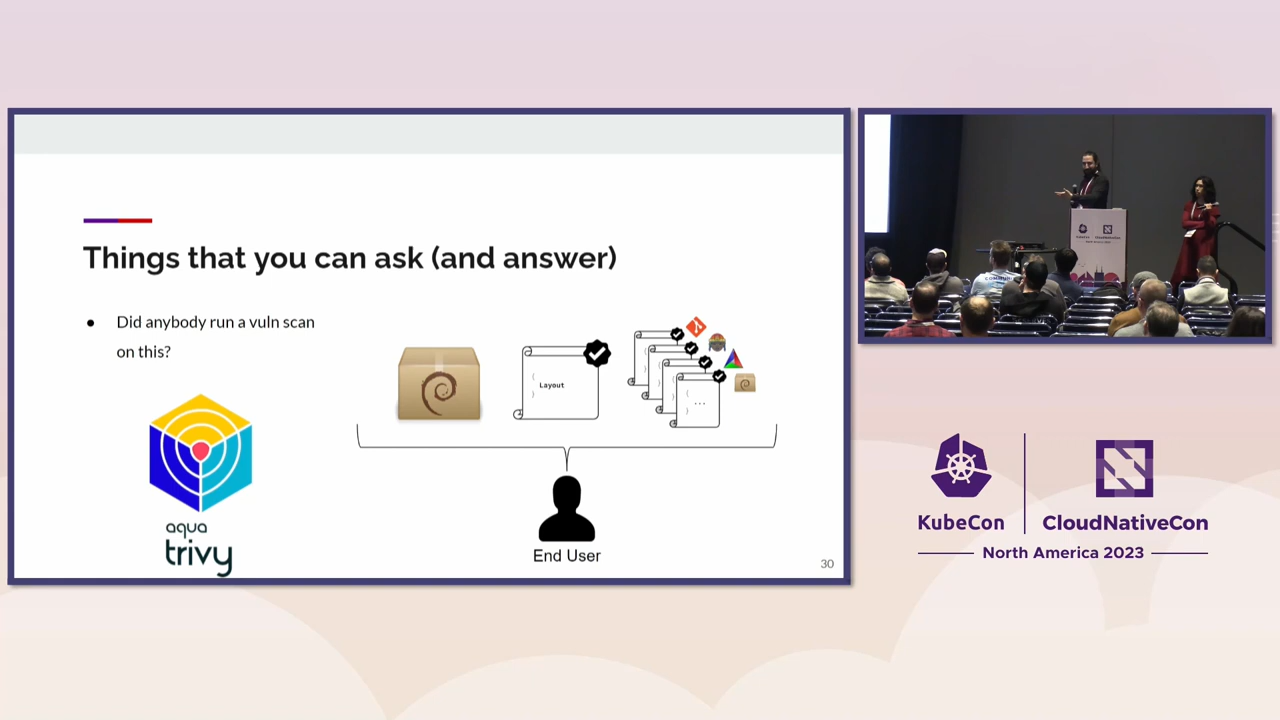 Things that you can ask (and answer)
● Did anybody run a vuln scan
on this?
{
Layout
}
{
...
}
aqua
trivy
End User
30
KubeCon
CloudNativeCon
North America 2023